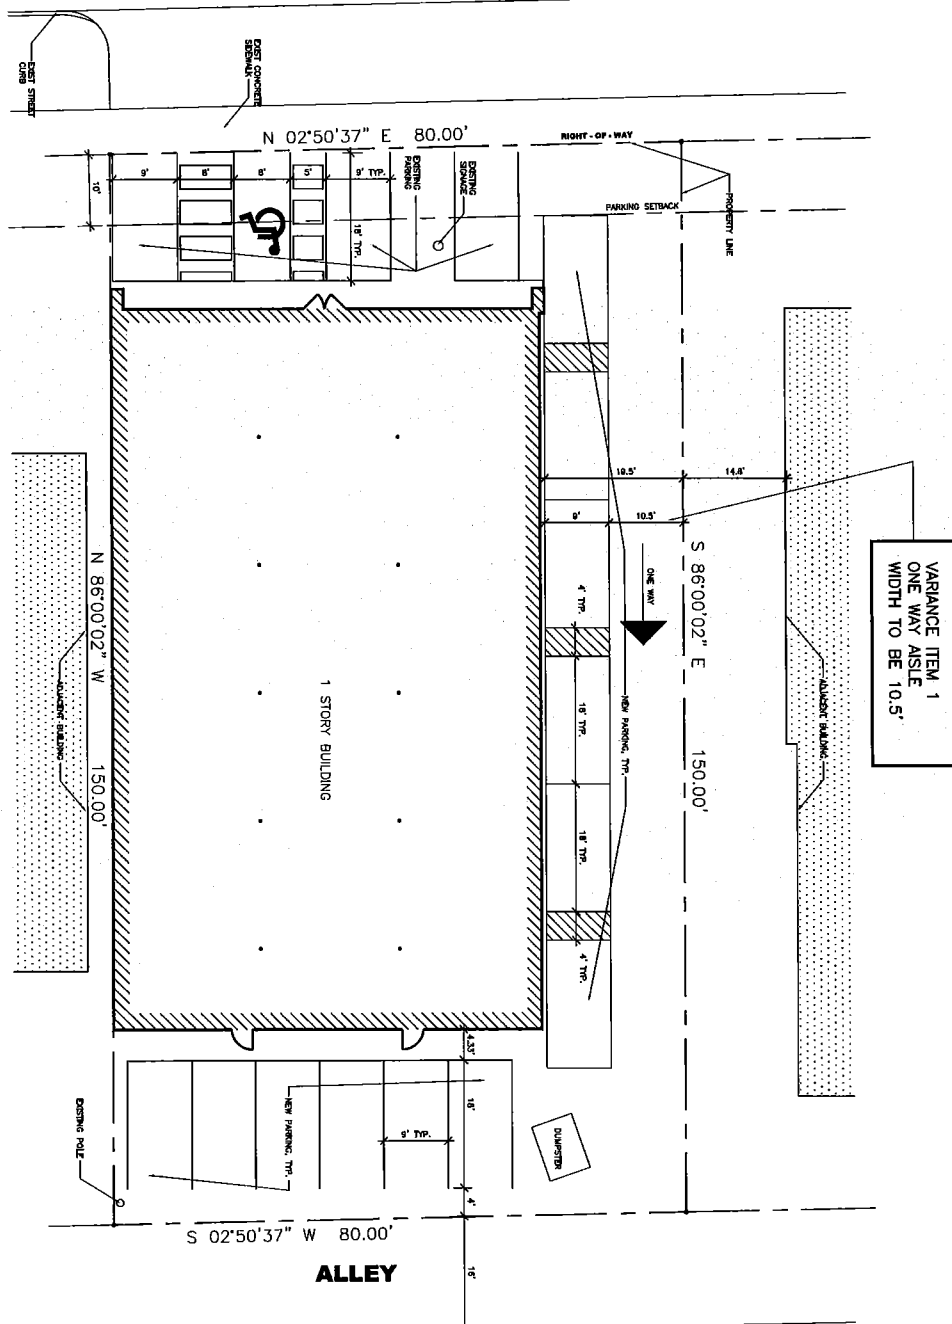 EXIST STREET
CURB
EXIST CONCRETE
SIDEWALK
N 02°50'37" E 80.00'
RIGHT-OF-WAY
PROPERTY LINE
PARKING SETBACK
10'
9'
8'
8'
5'
9' TYP.
18' TYP.
EXISTING
PARKING
EXISTING
SIGNAGE
19.5'
14.8'
9'
10.5'
VARIANCE ITEM 1
ONE WAY AISLE
WIDTH TO BE 10.5'
S 86°00'02" E 150.00'
ONE WAY
4' TYP.
18' TYP.
18' TYP.
4' TYP.
NEW PARKING, TYP.
ADJACENT BUILDING
N 86°00'02" W 150.00'
ADJACENT BUILDING
1 STORY BUILDING
4.33'
18'
9' TYP.
4'
16'
NEW PARKING, TYP.
DUMPSTER
EXISTING POLE
S 02°50'37" W 80.00'
ALLEY